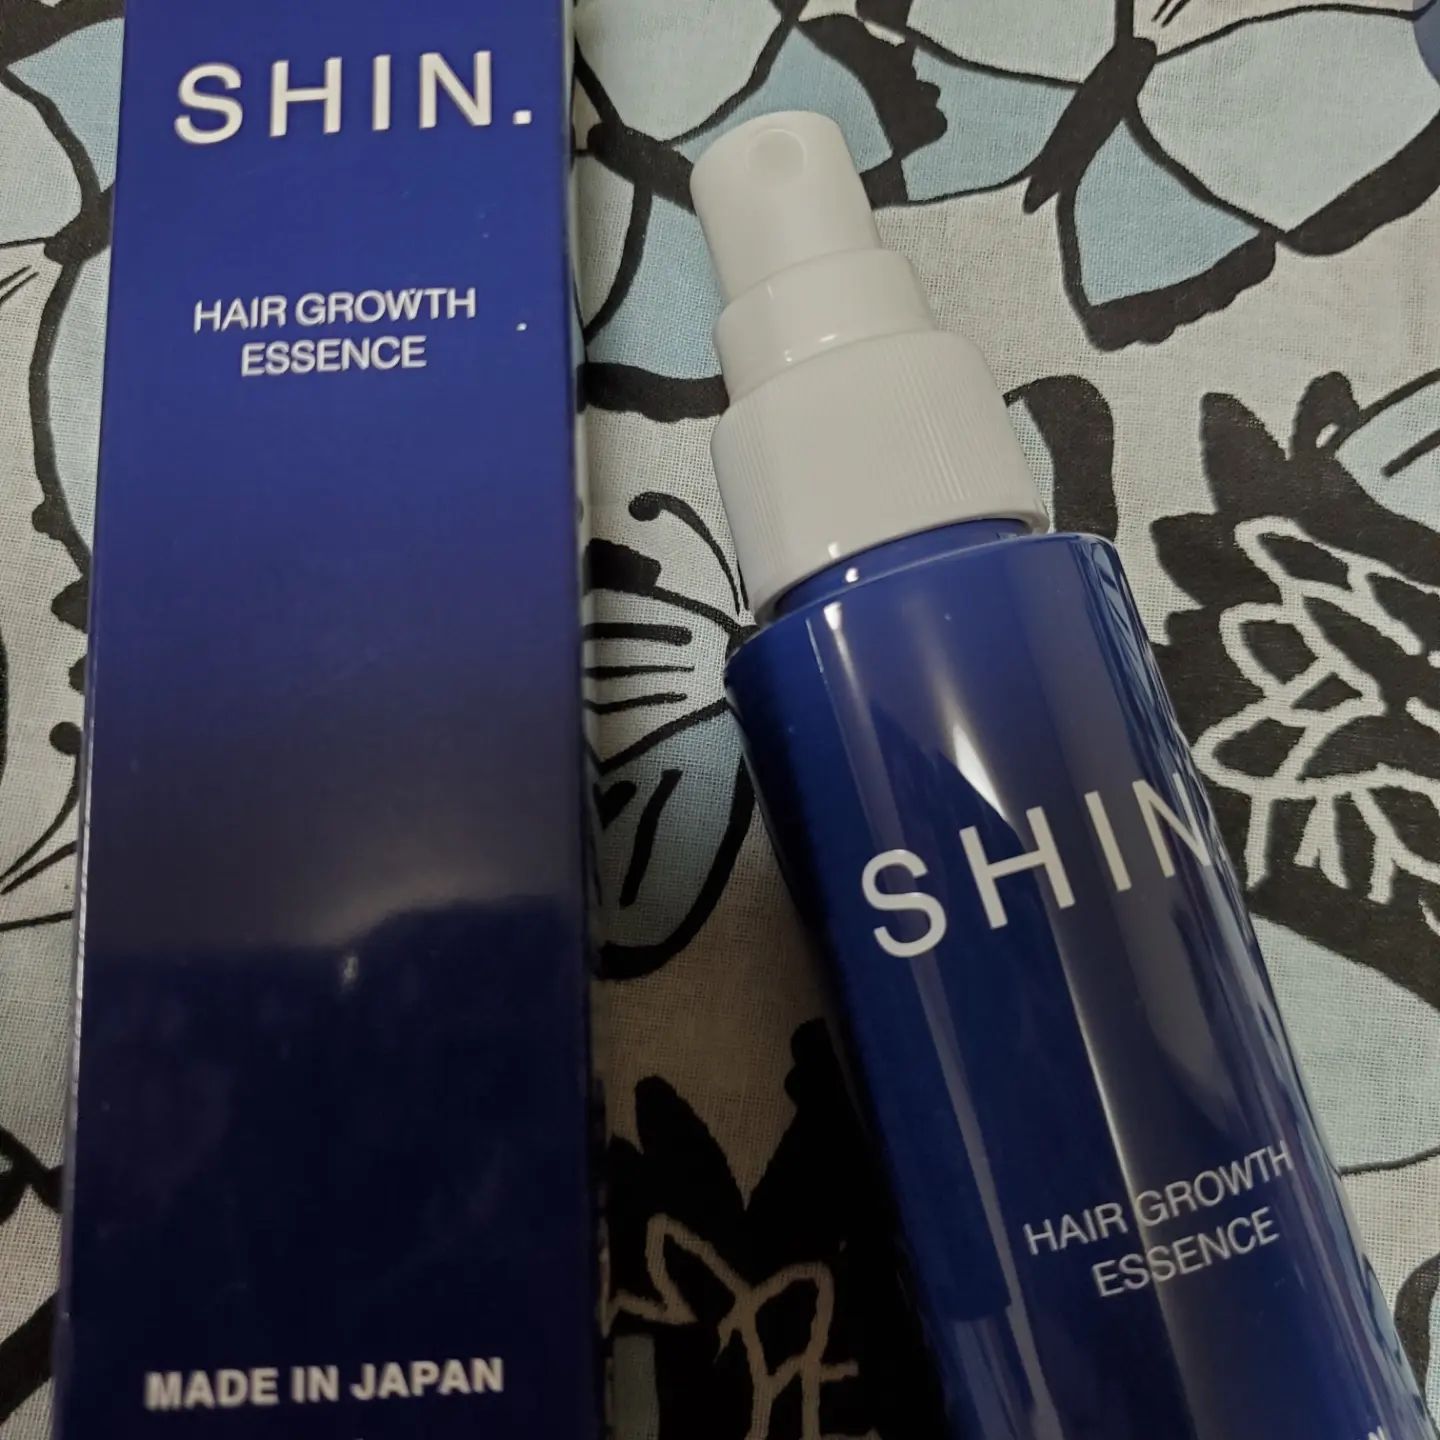 SHIN.
HAIR GROWTH
ESSENCE
MADE IN JAPAN
SHIN.
HAIR GROWTH
ESSENCE